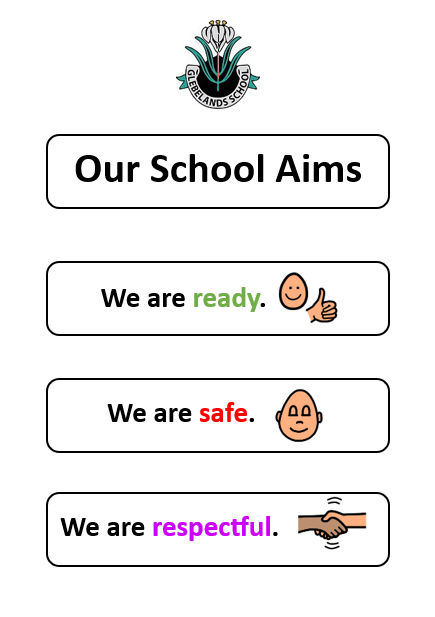 GLEBELANDS SCHOOL
Our School Aims
We are ready.
We are safe.
We are respectful.